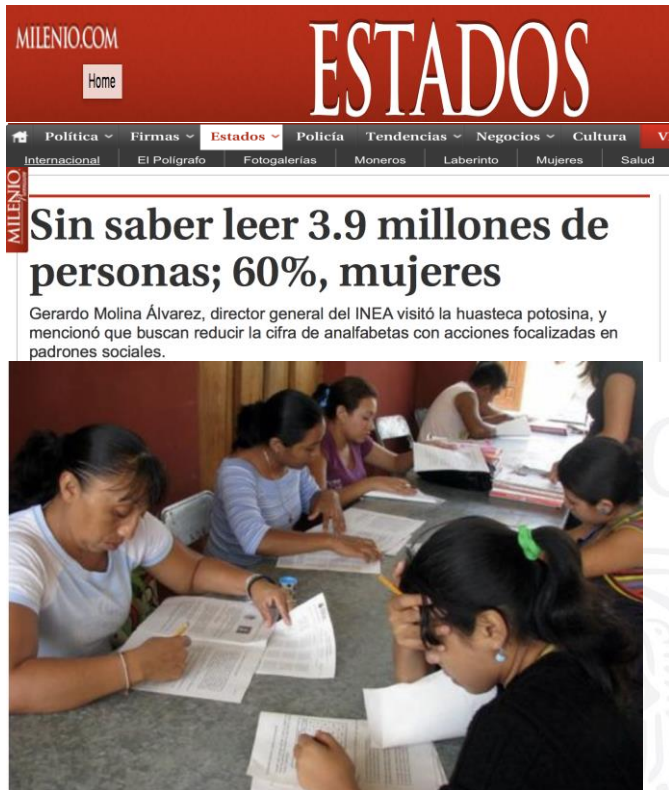 MILENIO.COM
ESTADOS
Home
Política Firmas Estados Policía Tendencias Negocios Cultura V
Internacional El Polígrafo Fotogalerías Moneros Laberinto Mujeres Salud
MILENIO
Sin saber leer 3.9 millones de
personas; 60%, mujeres
Gerardo Molina Álvarez, director general del INEA visitó la huasteca potosina, y
mencionó que buscan reducir la cifra de analfabetas con acciones focalizadas en
padrones sociales.